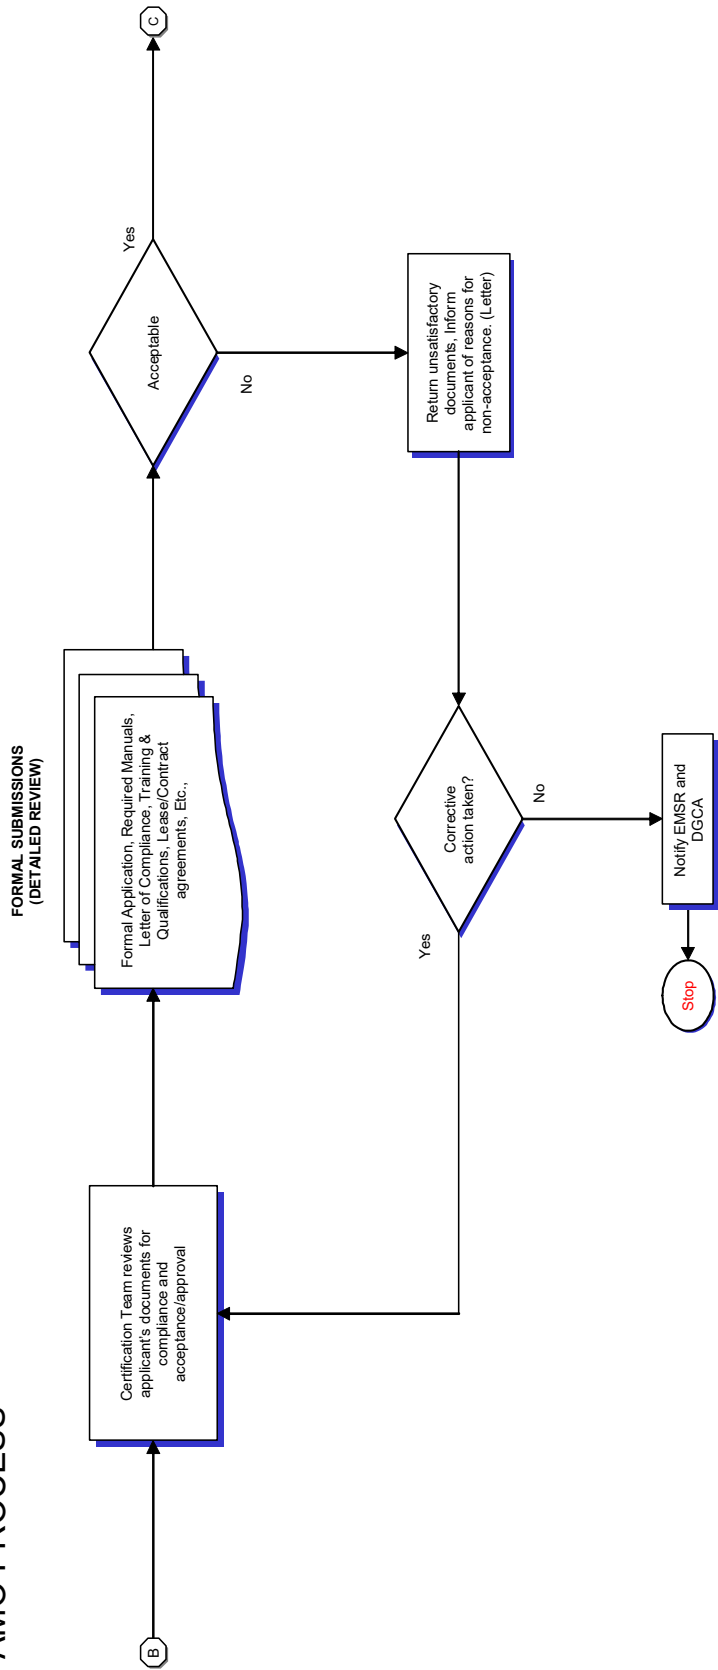 AMO PROCESS
FORMAL SUBMISSIONS
(DETAILED REVIEW)
B
Certification Team reviews
applicant's documents for
compliance and
acceptance/approval
Formal Application, Required Manuals,
Letter of Compliance, Training &
Qualifications, Lease/Contract
agreements, Etc.,
Acceptable
Yes
C
No
Return unsatisfactory
documents, Inform
applicant of reasons for
non-acceptance. (Letter)
Corrective
action taken?
Yes
No
Notify EMSR and
DGCA
Stop